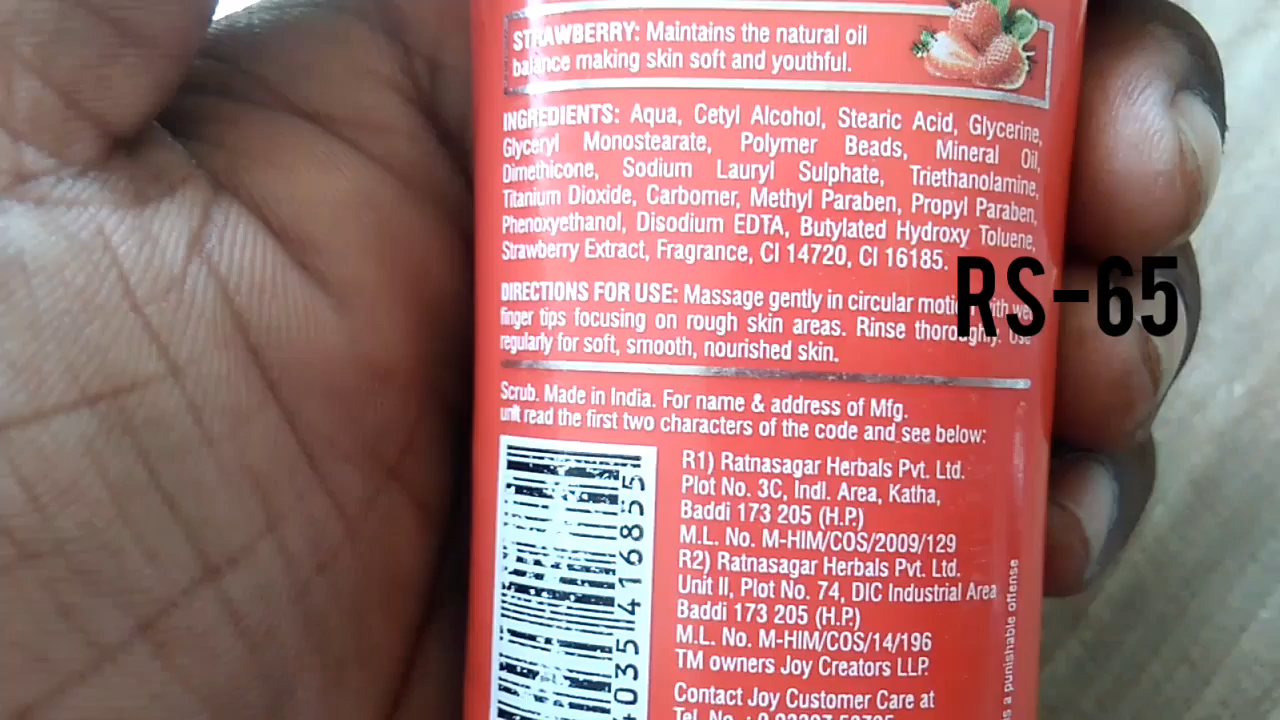 STRAWBERRY: Maintains the natural oil
balance making skin soft and youthful.
INGREDIENTS: Aqua, Cetyl Alcohol, Stearic Acid, Glycerine,
Glyceryl Monostearate, Polymer Beads, Mineral Oil,
Dimethicone, Sodium Lauryl Sulphate, Triethanolamine,
Titanium Dioxide, Carbomer, Methyl Paraben, Propyl Paraben,
Phenoxyethanol, Disodium EDTA, Butylated Hydroxy Toluene,
Strawberry Extract, Fragrance, CI 14720, CI 16185.
RS-65
DIRECTIONS FOR USE: Massage gently in circular motion with wet
finger tips focusing on rough skin areas. Rinse thoroughly. Use
regularly for soft, smooth, nourished skin.
Scrub. Made in India. For name & address of Mfg.
unit read the first two characters of the code and see below:
R1) Ratnasagar Herbals Pvt. Ltd.
Plot No. 3C, Indl. Area, Katha,
Baddi 173 205 (H.P.)
M.L. No. M-HIM/COS/2009/129
R2) Ratnasagar Herbals Pvt. Ltd.
Unit II, Plot No. 74, DIC Industrial Area
Baddi 173 205 (H.P.)
M.L. No. M-HIM/COS/14/196
TM owners Joy Creators LLP.
Contact Joy Customer Care at
Tel. No.:
035416855
a punishable offense